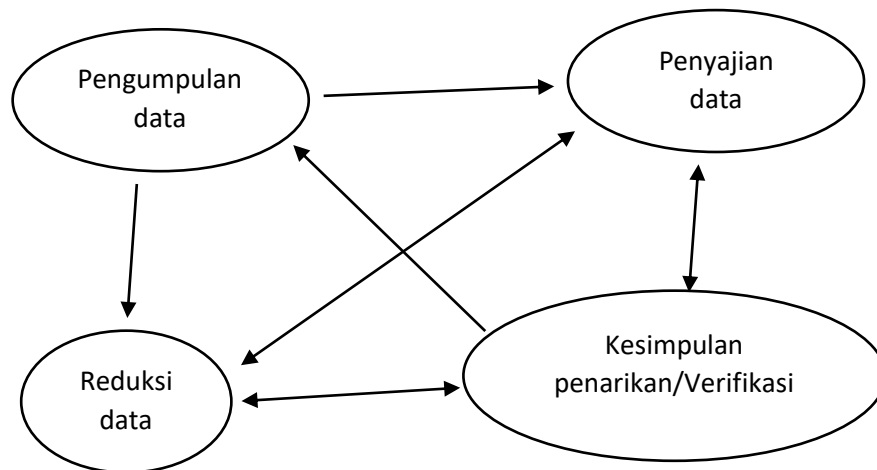 Pengumpulan
data
Penyajian
data
Reduksi
data
Kesimpulan
penarikan/Verifikasi